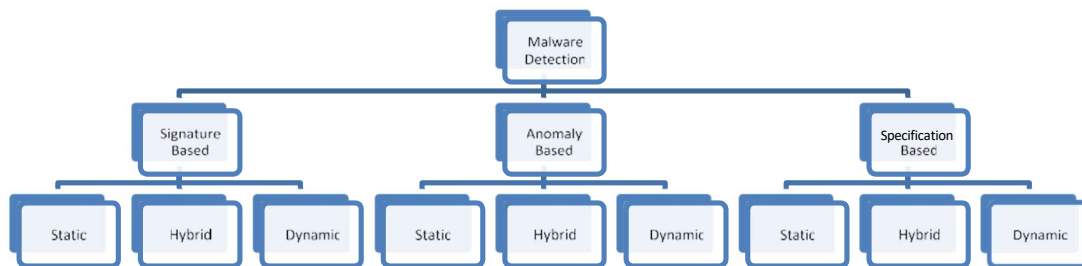 Malware
Detection
Signature
Based
Anomaly
Based
Specification
Based
Static
Hybrid
Dynamic
Static
Hybrid
Dynamic
Static
Hybrid
Dynamic